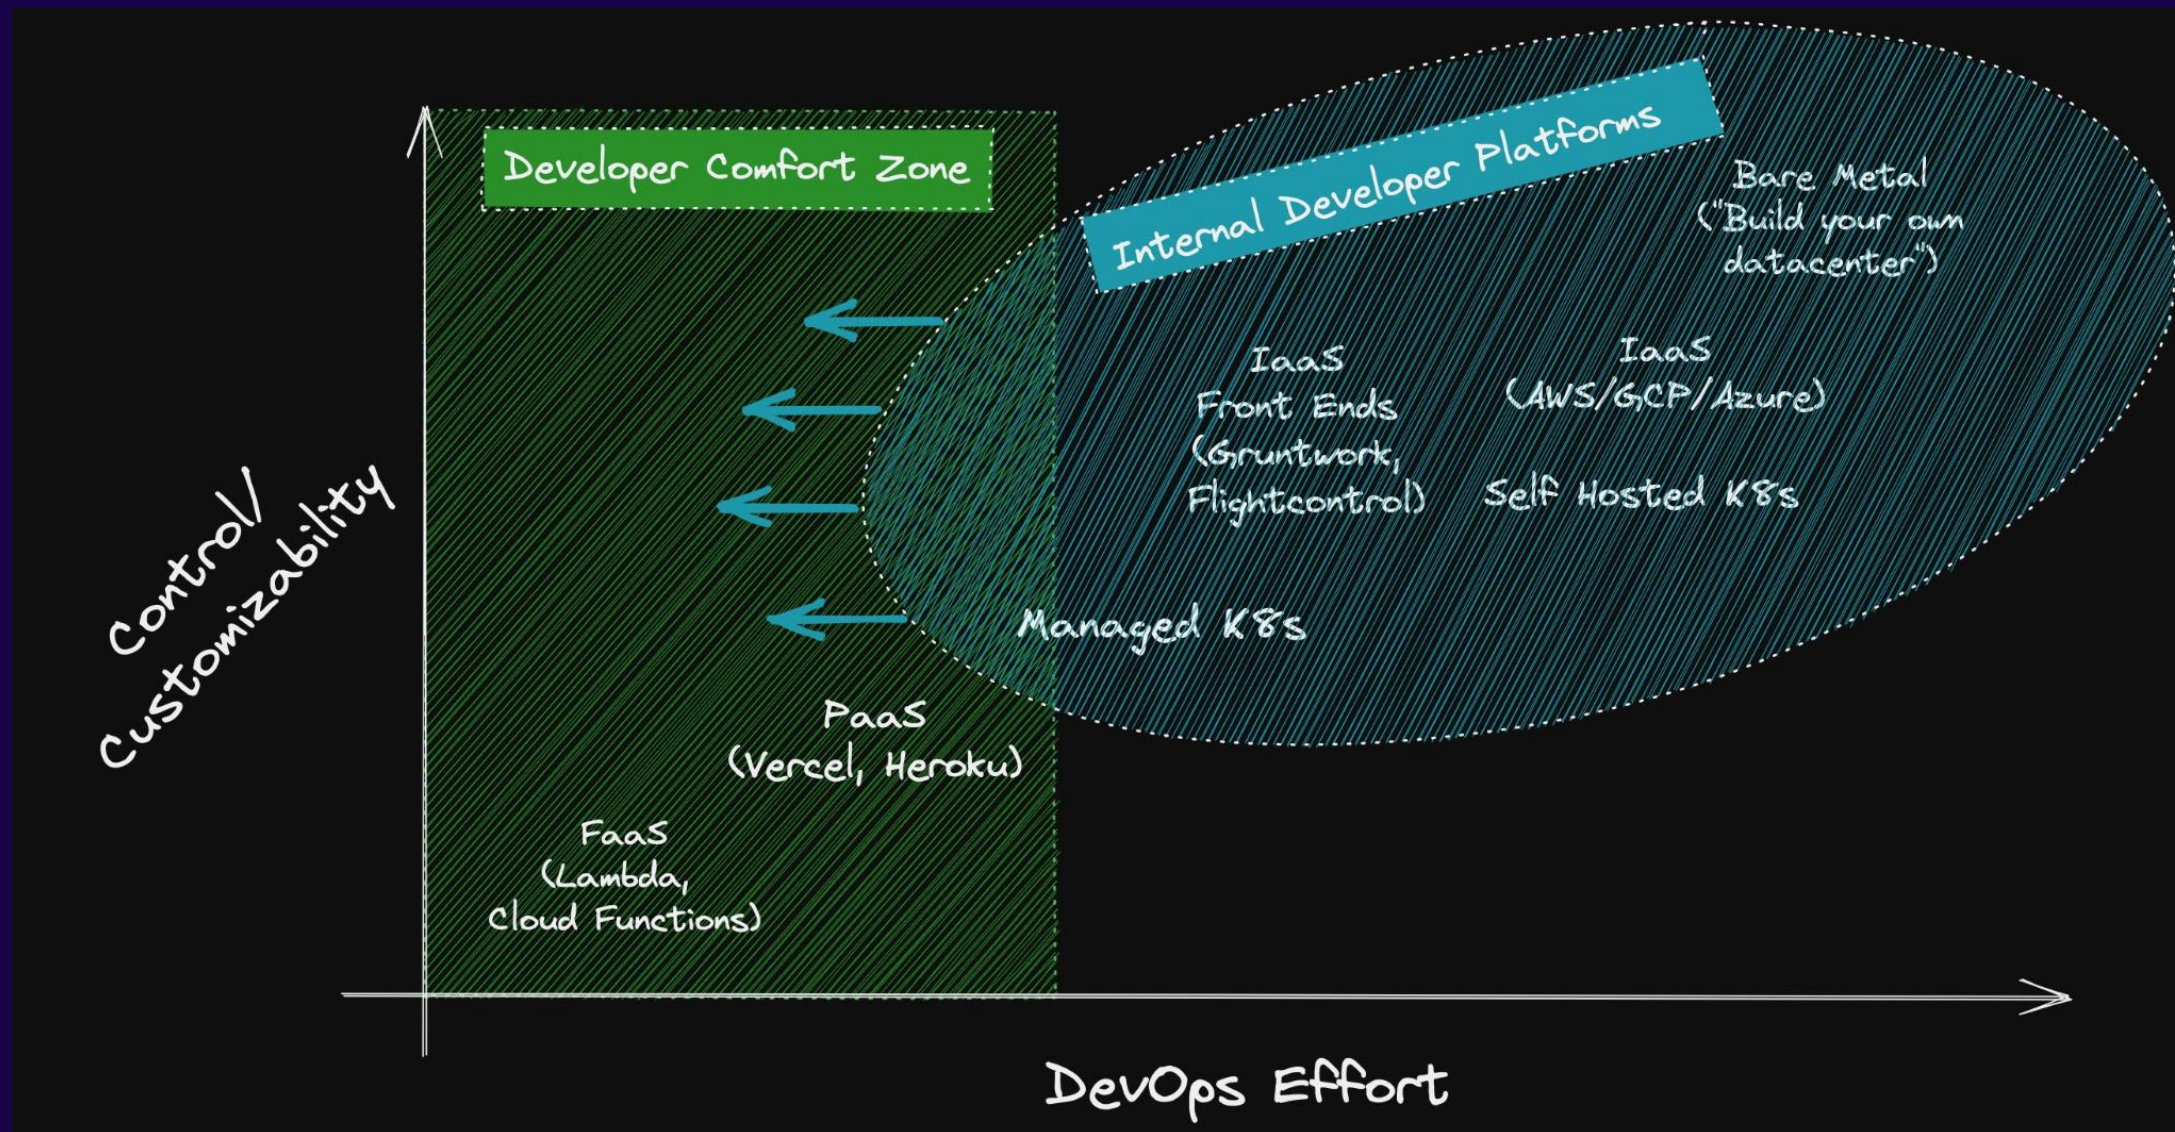 Developer Comfort Zone
Internal Developer Platforms
Bare Metal
("Build your own
datacenter")
IaaS
Front Ends
(Gruntwork,
Flightcontrol)
IaaS
(AWS/GCP/Azure)
Self Hosted K8s
Control/
Customizability
Managed K8s
PaaS
(Vercel, Heroku)
FaaS
(Lambda,
Cloud Functions)
DevOps Effort